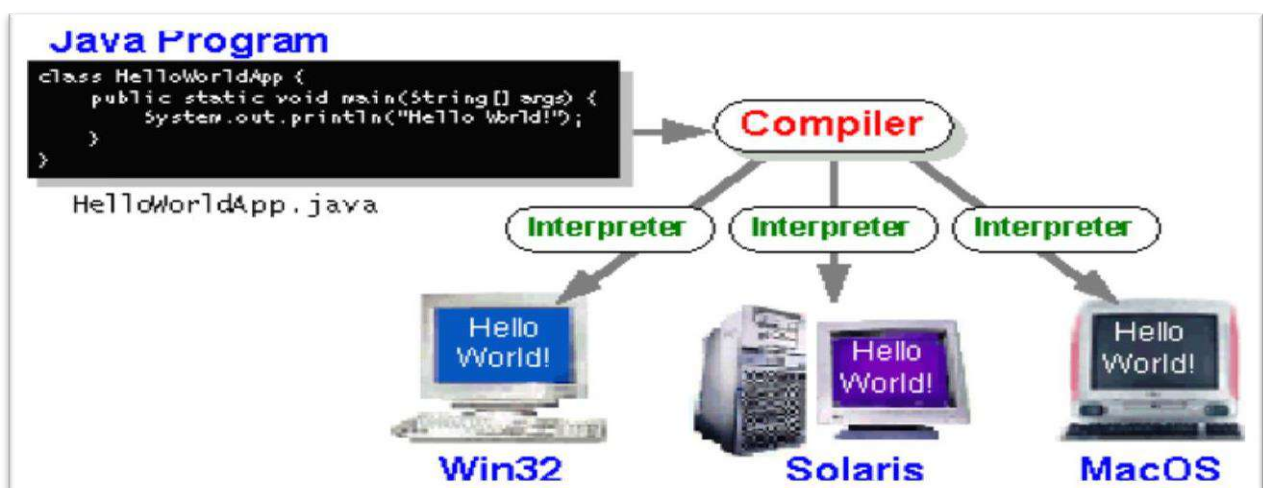 Java Program
class HelloWorldApp {
public static void main(String[] args) {
System.out.println("Hello World!");
}
}
HelloWorldApp.java
Compiler
Interpreter Interpreter Interpreter
Hello
World!
Hello
World!
Hello
World!
Win32 Solaris MacOS